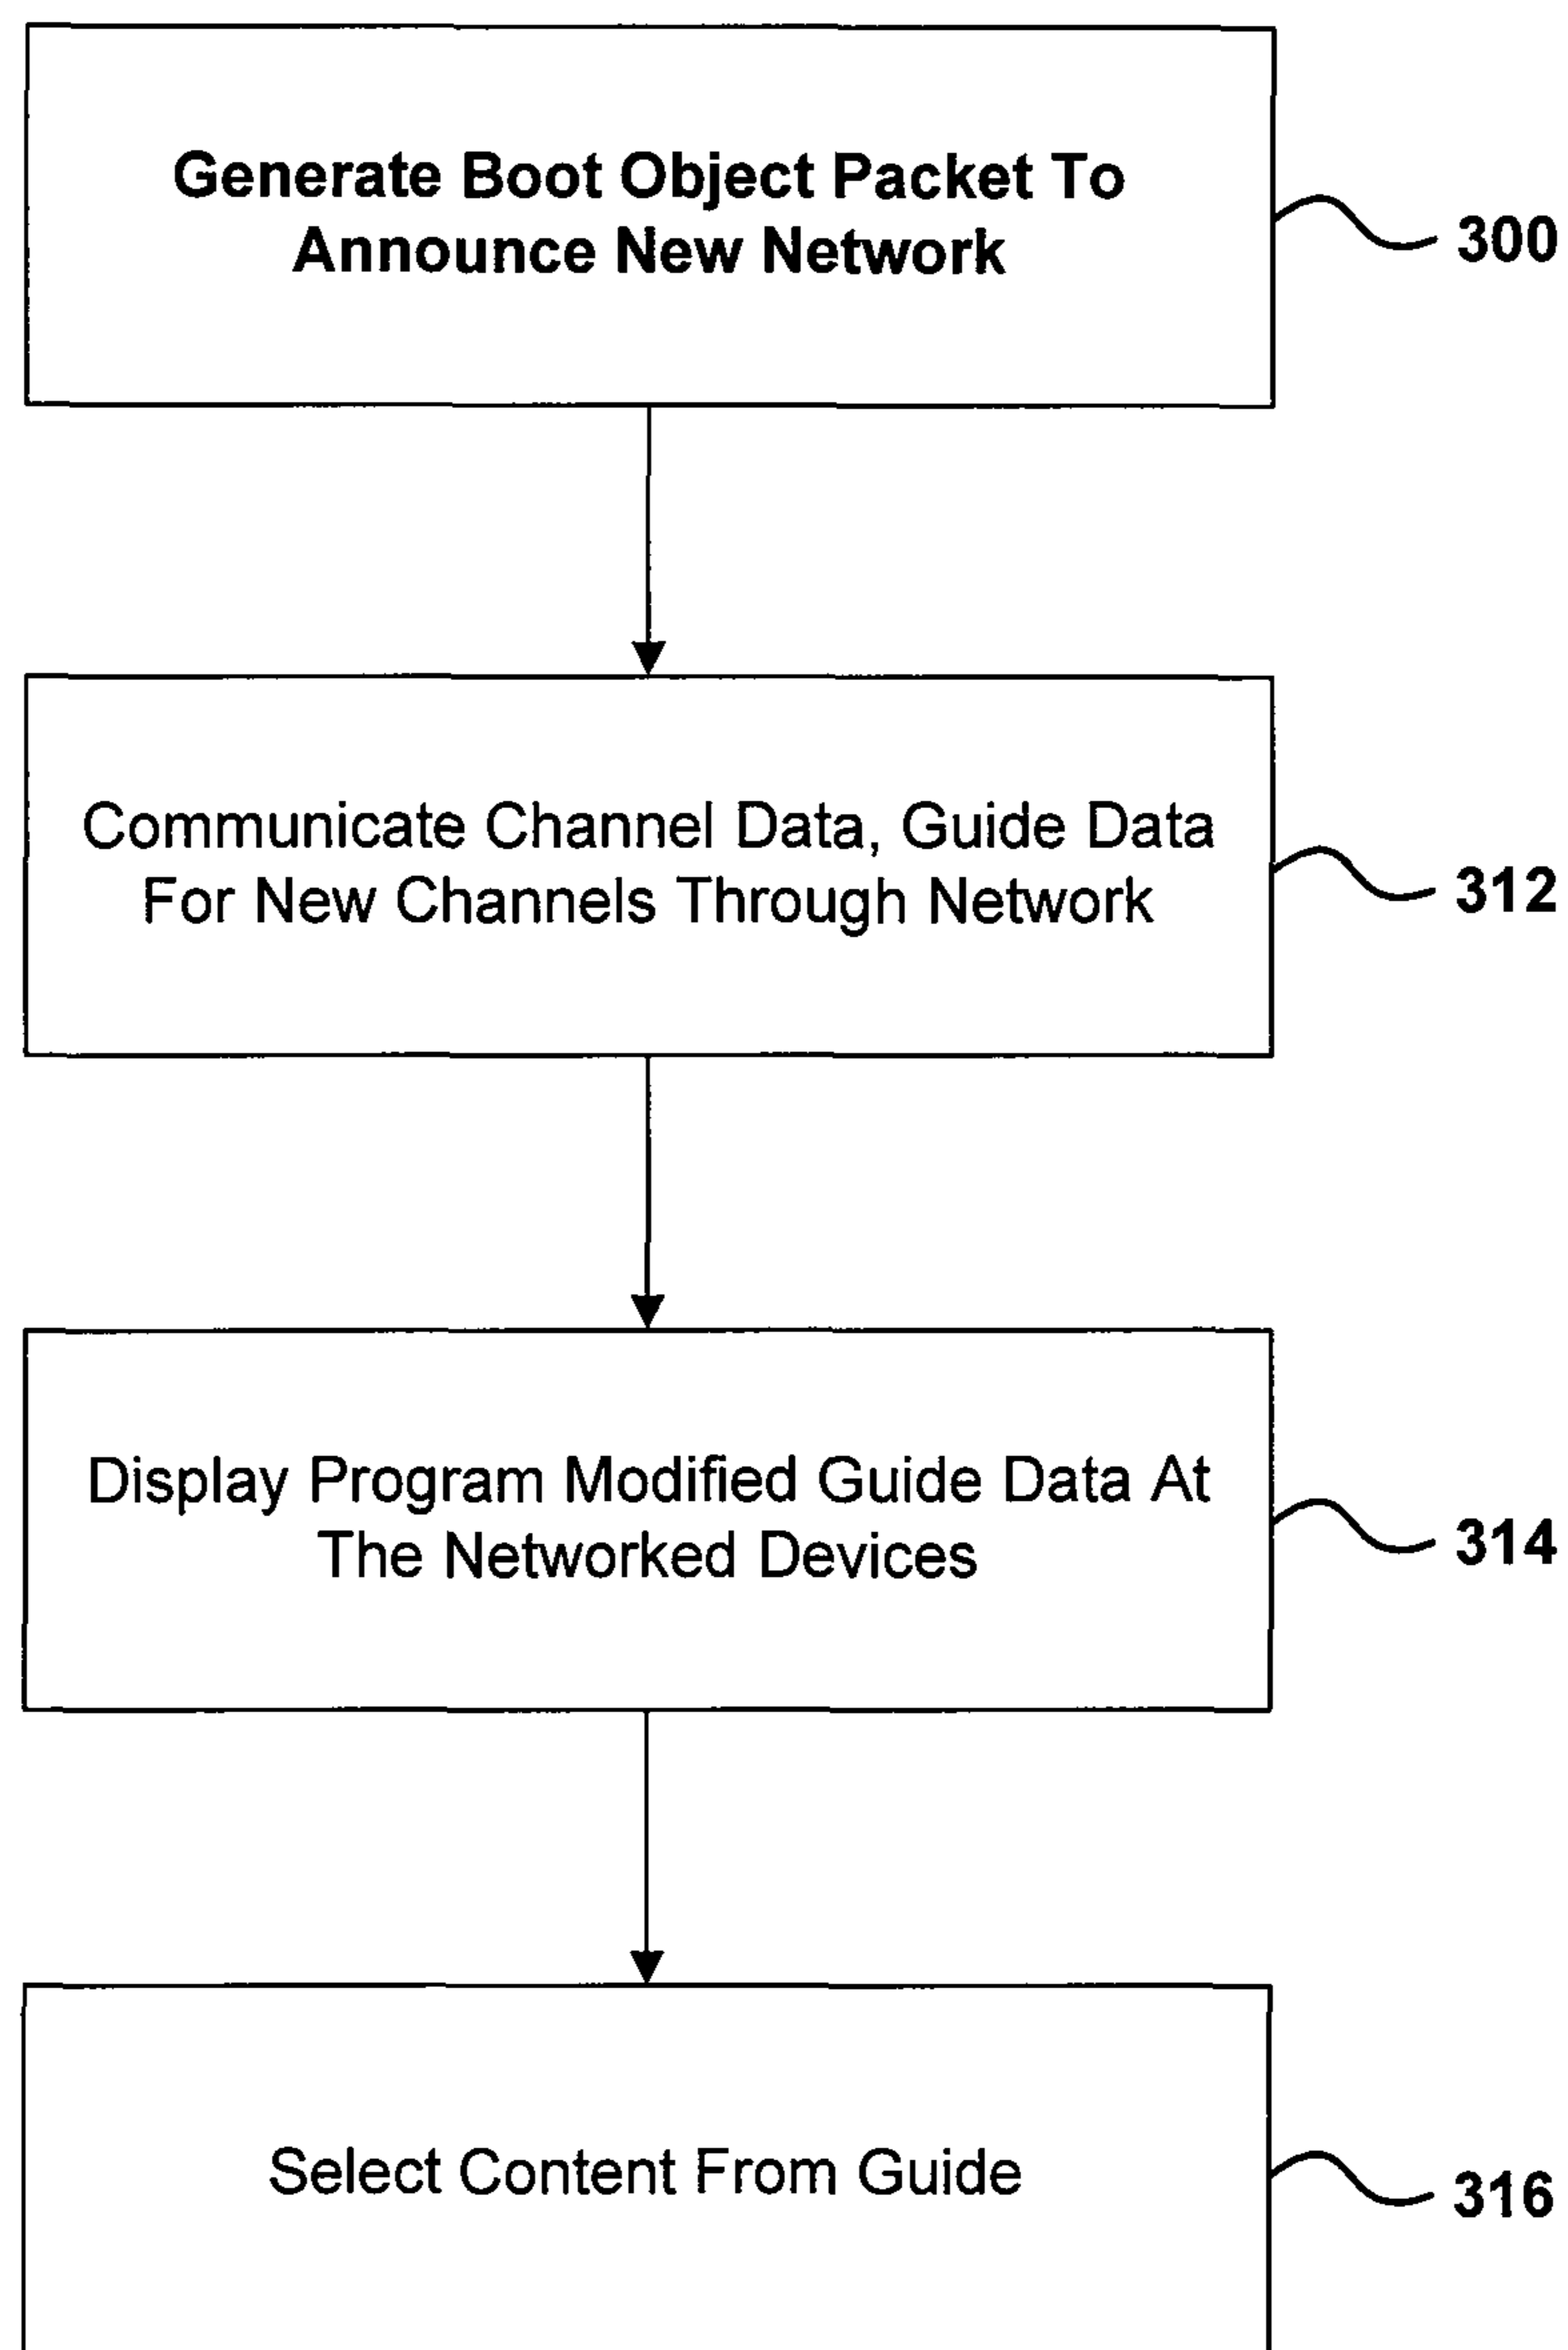 Generate Boot Object Packet To
Announce New Network
300
Communicate Channel Data, Guide Data
For New Channels Through Network
312
Display Program Modified Guide Data At
The Networked Devices
314
Select Content From Guide
316